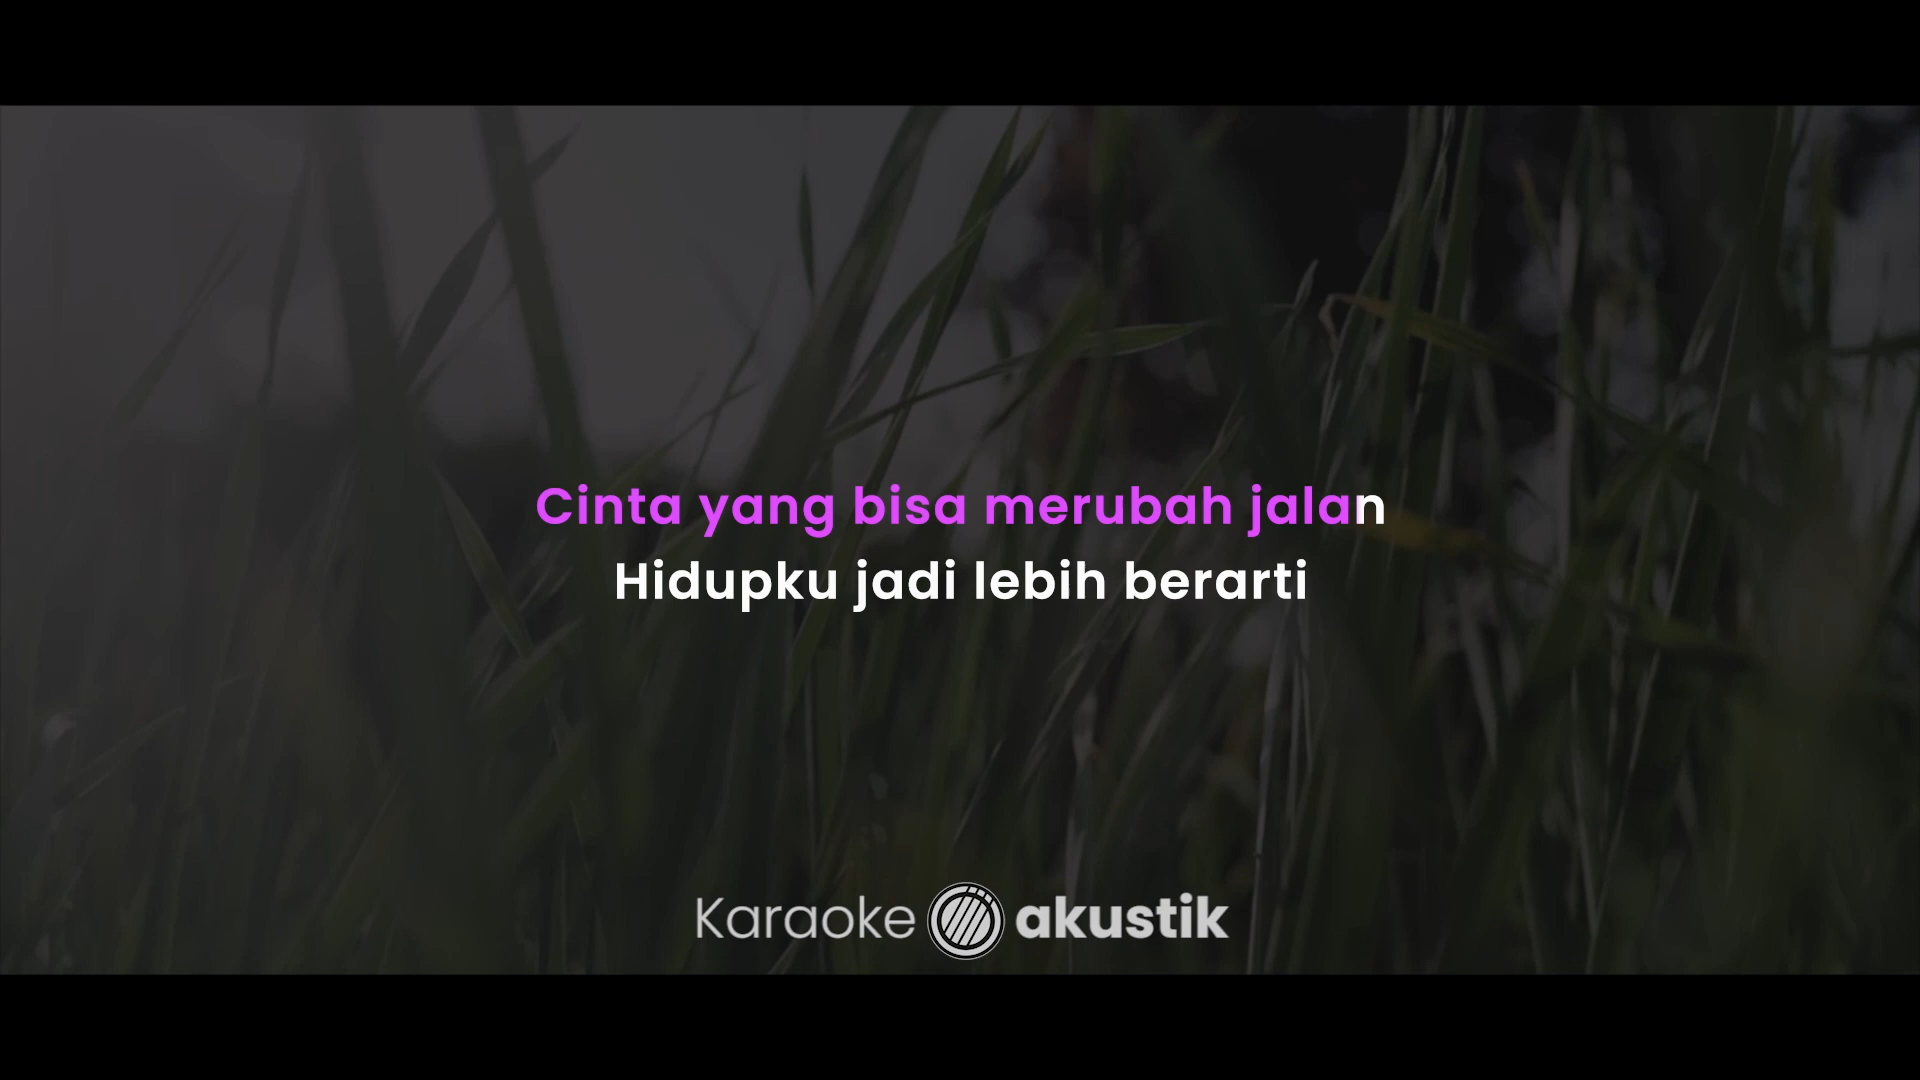 Cinta yang bisa merubah jalan
Hidupku jadi lebih berarti
Karaoke akustik